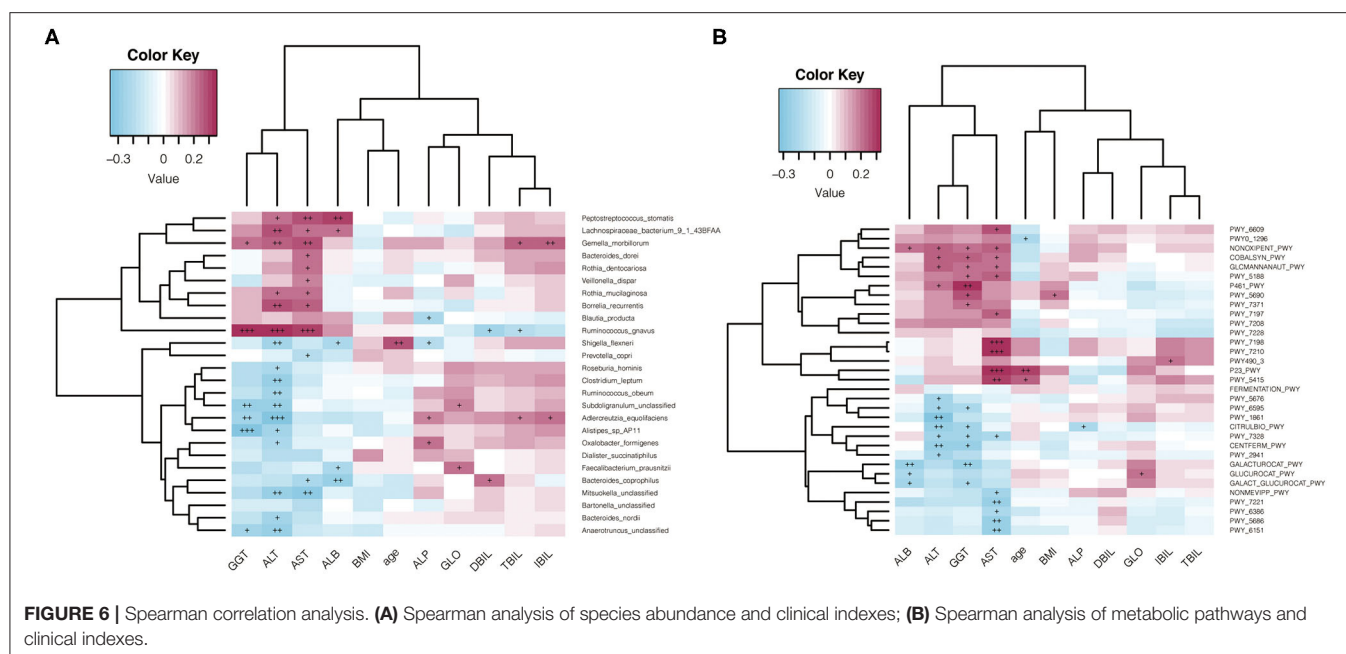 A
Color Key
−0.3 0 0.2
Value
+ ++ ++ Peptostreptococcus_stomatis
++ + + Lachnospiraceae_bacterium_9_1_43BFAA
+ ++ ++ + ++ Gemella_morbillorum
+ Bacteroides_dorei
+ Rothia_dentocariosa
+ Veillonella_dispar
+ + Rothia_mucilaginosa
++ + Borrelia_recurrentis
+ Blautia_producta
+++ +++ +++ + + Ruminococcus_gnavus
++ + ++ + Shigella_flexneri
+ Prevotella_copri
+ Roseburia_hominis
++ Clostridium_leptum
++ Ruminococcus_obeum
++ ++ + Subdoligranulum_unclassified
++ +++ + + + Adlercreutzia_equolifaciens
+++ + Alistipes_sp_AP11
+ + Oxalobacter_formigenes
Dialister_succinatiphilus
+ + Faecalibacterium_prausnitzii
+ ++ + Bacteroides_coprophilus
++ ++ Mitsuokella_unclassified
Bartonella_unclassified
+ Bacteroides_nordii
+ ++ Anaerotruncus_unclassified
GGT ALT AST ALB BMI age ALP GLO DBIL TBIL IBIL
B
Color Key
−0.3 0 0.2
Value
+ PWY_6609
+ PWY0_1296
+ + + + NONOXIPENT_PWY
+ + + COBALSYN_PWY
+ + + GLCMANNANAUT_PWY
+ + PWY_5188
+ ++ P461_PWY
+ + PWY_5690
+ PWY_7371
+ PWY_7197
PWY_7208
PWY_7228
+++ PWY_7198
+++ PWY_7210
+ PWY490_3
+++ ++ P23_PWY
++ + PWY_5415
FERMENTATION_PWY
+ PWY_5676
+ + PWY_6595
++ PWY_1861
++ + + CITRULBIO_PWY
+ + + PWY_7328
++ + CENTFERM_PWY
+ PWY_2941
++ ++ GALACTUROCAT_PWY
+ + GLUCUROCAT_PWY
+ + GALACT_GLUCUROCAT_PWY
+ NONMEVIPP_PWY
++ PWY_7221
+ PWY_6386
++ PWY_5686
++ PWY_6151
ALB ALT GGT AST age BMI ALP DBIL GLO IBIL TBIL
FIGURE 6 | Spearman correlation analysis. (A) Spearman analysis of species abundance and clinical indexes; (B) Spearman analysis of metabolic pathways and
clinical indexes.